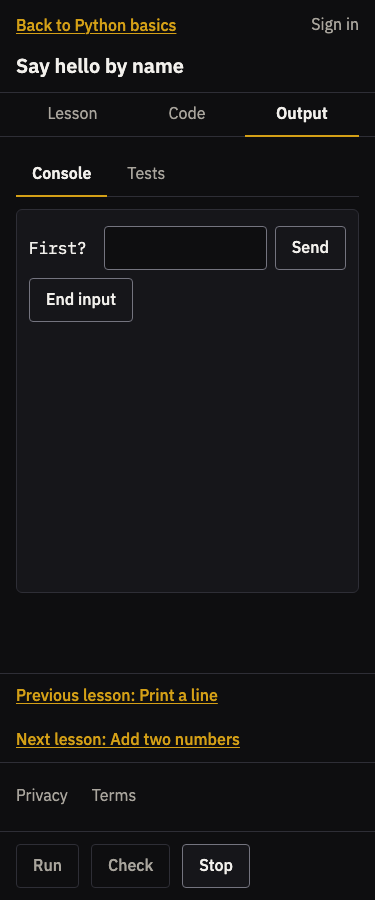 Back to Python basics Sign in
Say hello by name
Lesson Code Output
Console Tests
First? Send
End input
Previous lesson: Print a line
Next lesson: Add two numbers
Privacy Terms
Run Check Stop